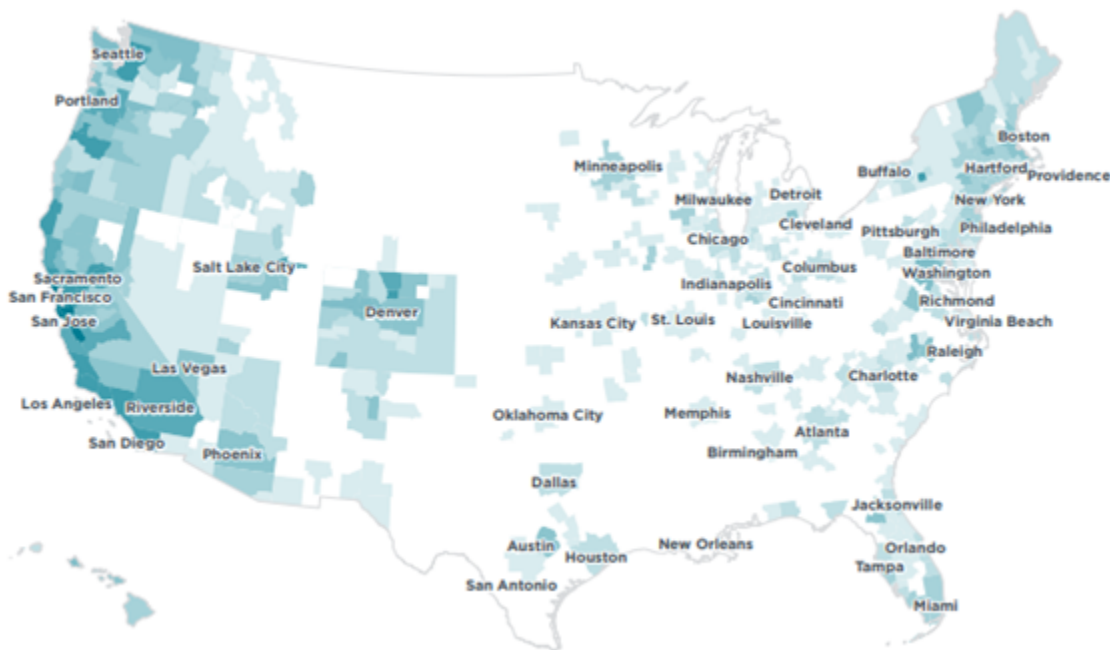 Seattle
Portland
Boston
Minneapolis
Buffalo
Hartford
Providence
Milwaukee
Detroit
New York
Cleveland
Pittsburgh
Philadelphia
Chicago
Baltimore
Salt Lake City
Columbus
Washington
Sacramento
Indianapolis
San Francisco
Cincinnati
Richmond
Denver
San Jose
Kansas City
St. Louis
Louisville
Virginia Beach
Raleigh
Las Vegas
Nashville
Charlotte
Los Angeles
Riverside
Oklahoma City
Memphis
Atlanta
San Diego
Phoenix
Birmingham
Dallas
Jacksonville
Austin
Houston
New Orleans
Orlando
Tampa
San Antonio
Miami